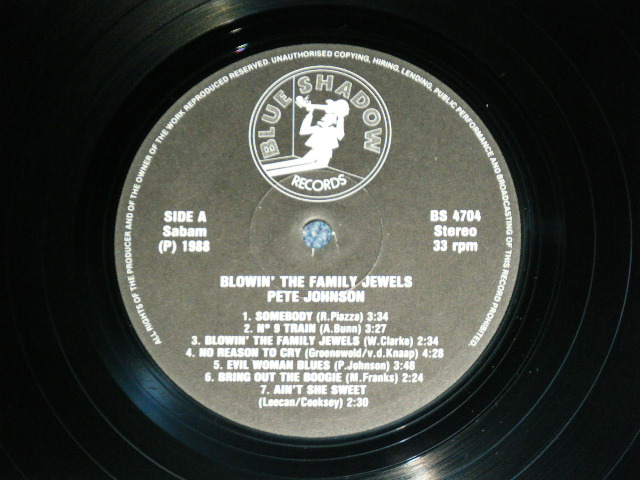 ALL RIGHTS OF THE PRODUCER AND OF THE OWNER OF THE WORK REPRODUCED RESERVED. UNAUTHORISED COPYING, HIRING, LENDING, PUBLIC PERFORMANCE AND BROADCASTING OF THIS RECORD PROHIBITED.
BLUE SHADOW
RECORDS
SIDE A
Sabam
(P) 1988
BS 4704
Stereo
33 rpm
BLOWIN' THE FAMILY JEWELS
PETE JOHNSON
1. SOMEBODY (R.Piazza) 3:34
2. Nº 9 TRAIN (A.Bunn) 3:27
3. BLOWIN' THE FAMILY JEWELS (W.Clarke) 2:34
4. NO REASON TO CRY (Groenewold/v.d.Knaap) 4:28
5. EVIL WOMAN BLUES (P.Johnson) 3:48
6. BRING OUT THE BOOGIE (M.Franks) 2:24
7. AIN'T SHE SWEET
(Leecan/Cooksey) 2:30